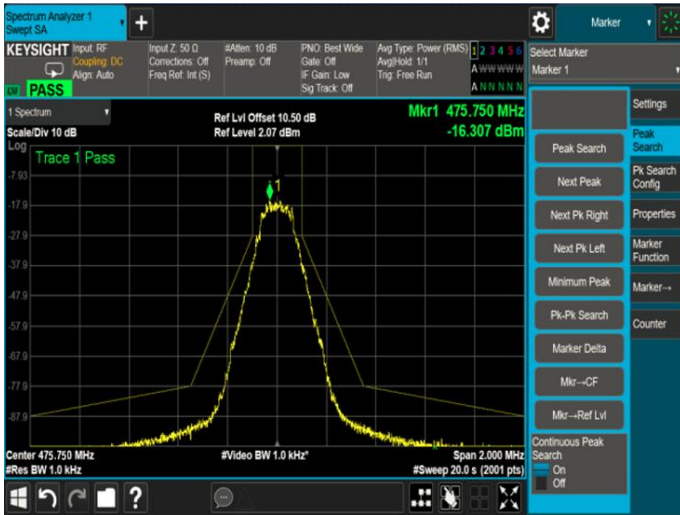 Spectrum Analyzer 1
Swept SA
+
Marker
KEYSIGHT
Input: RF
Coupling: DC
Align: Auto
Input Z: 50 Ω
Corrections: Off
Freq Ref: Int (S)
#Atten: 10 dB
Preamp: Off
PNO: Best Wide
Gate: Off
IF Gain: Low
Sig Track: Off
Avg Type: Power (RMS)
Avg|Hold: 1/1
Trig: Free Run
1 2 3 4 5 6
A W W W W W
A N N N N N
PASS
1 Spectrum
Scale/Div 10 dB
Log
Ref Lvl Offset 10.50 dB
Ref Level 2.07 dBm
Mkr1 475.750 MHz
-16.307 dBm
Trace 1 Pass
1
-7.93
-17.9
-27.9
-37.9
-47.9
-57.9
-67.9
-77.9
-87.9
Center 475.750 MHz
#Res BW 1.0 kHz
#Video BW 1.0 kHz*
Span 2.000 MHz
#Sweep 20.0 s (2001 pts)
Select Marker
Marker 1
Peak Search
Next Peak
Next Pk Right
Next Pk Left
Minimum Peak
Pk-Pk Search
Marker Delta
Mkr→CF
Mkr→Ref Lvl
Continuous Peak
Search
On
Off
Settings
Peak
Search
Pk Search
Config
Properties
Marker
Function
Marker→
Counter
?